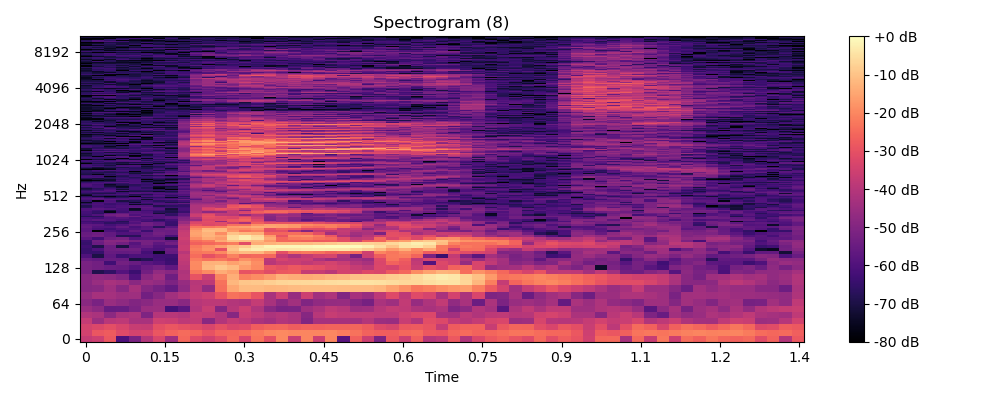 Spectrogram (8)
8192
4096
2048
1024
512
256
128
64
0
Hz
0 0.15 0.3 0.45 0.6 0.75 0.9 1.1 1.2 1.4
Time
+0 dB
-10 dB
-20 dB
-30 dB
-40 dB
-50 dB
-60 dB
-70 dB
-80 dB